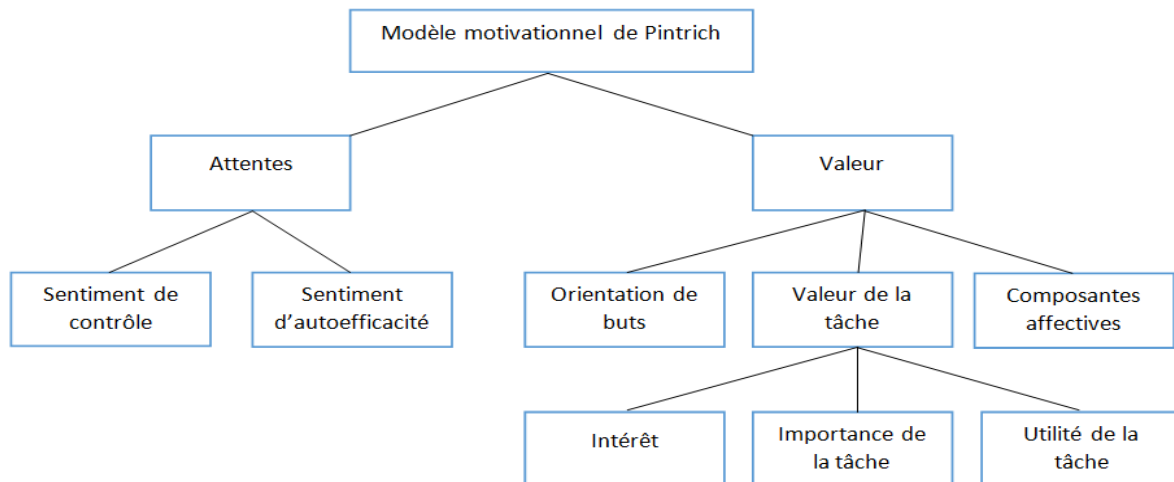 Modèle motivationnel de Pintrich
Attentes
Valeur
Sentiment de
contrôle
Sentiment
d'autoefficacité
Orientation de
buts
Valeur de la
tâche
Composantes
affectives
Intérêt
Importance de
la tâche
Utilité de la
tâche